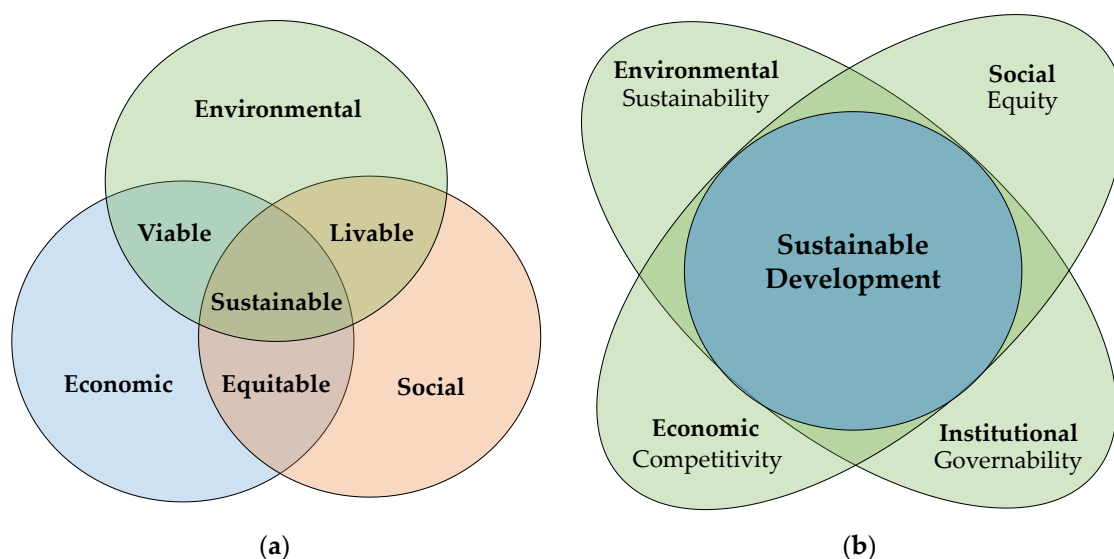 Environmental
Viable
Livable
Sustainable
Economic
Equitable
Social
(a)
Environmental
Sustainability
Social
Equity
Sustainable
Development
Economic
Competitivity
Institutional
Governability
(b)